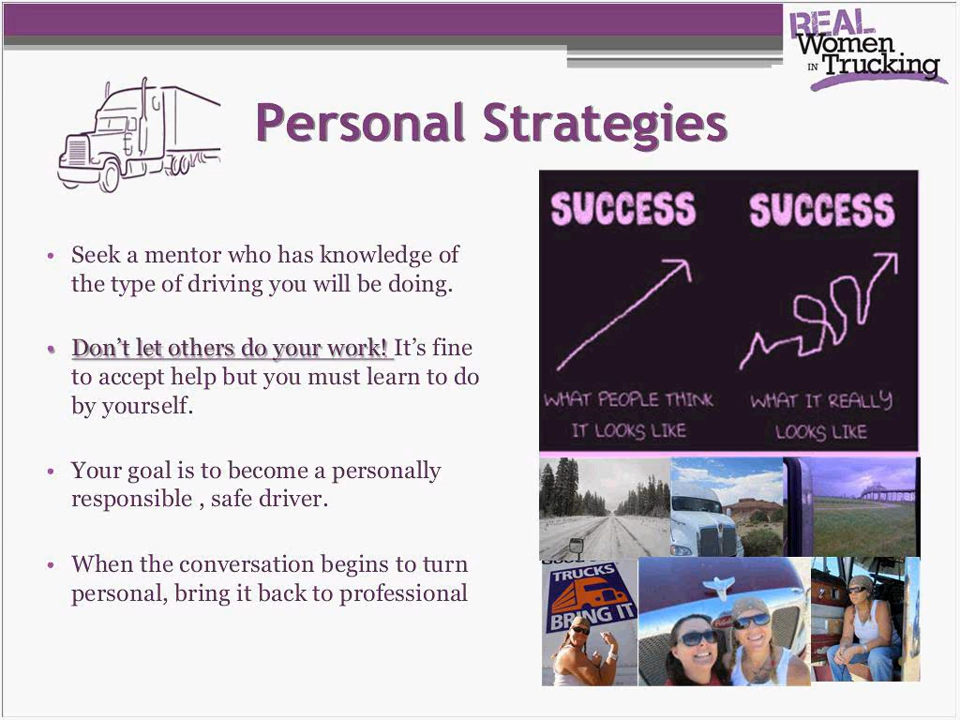 REAL
Women
IN Trucking
Personal Strategies
• Seek a mentor who has knowledge of
the type of driving you will be doing.
• Don’t let others do your work! It’s fine
to accept help but you must learn to do
by yourself.
• Your goal is to become a personally
responsible , safe driver.
• When the conversation begins to turn
personal, bring it back to professional
SUCCESS
WHAT PEOPLE THINK
IT LOOKS LIKE
SUCCESS
WHAT IT REALLY
LOOKS LIKE
TRUCKS
BRING IT